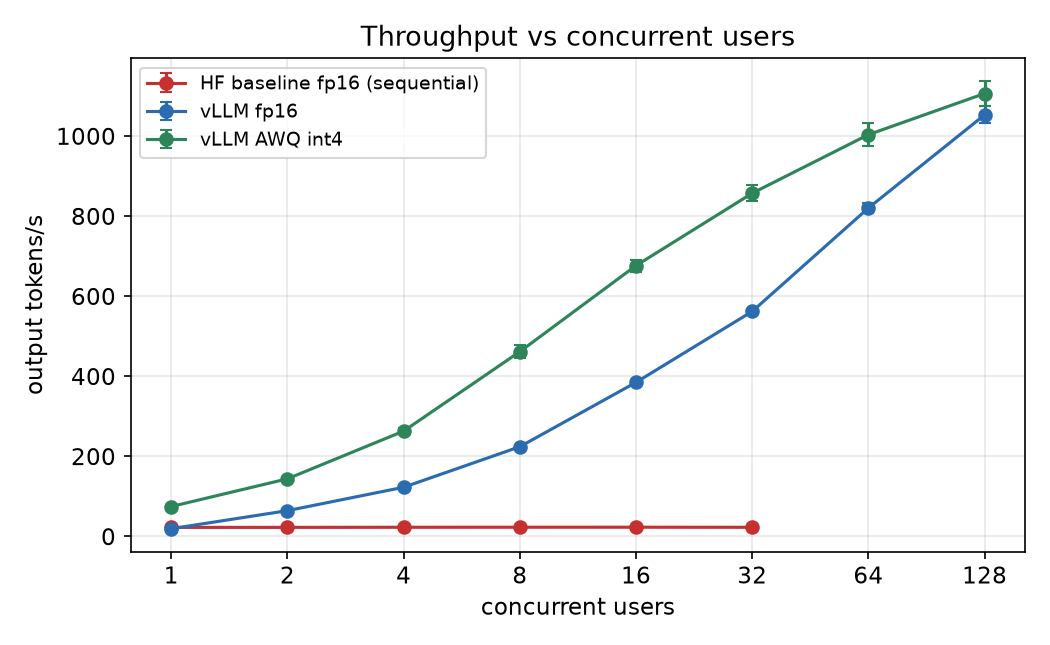 Throughput vs concurrent users
HF baseline fp16 (sequential)
vLLM fp16
vLLM AWQ int4
output tokens/s
1000
800
600
400
200
0
1 2 4 8 16 32 64 128
concurrent users